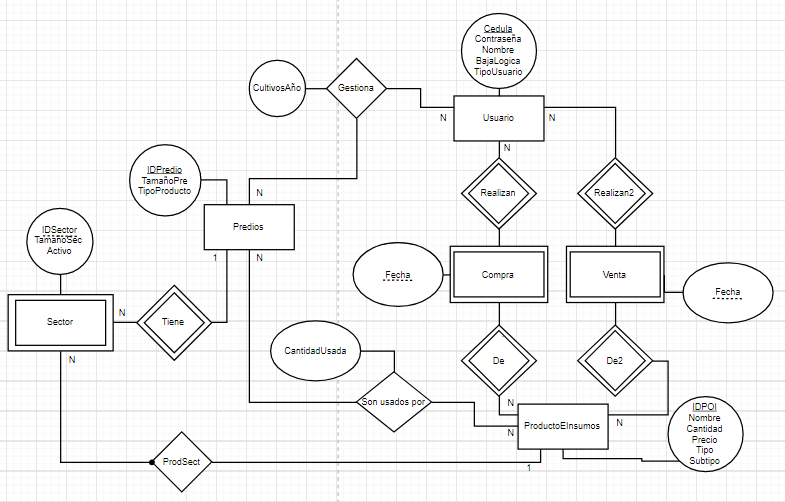 Cedula
Contraseña
Nombre
BajaLogica
TipoUsuario
CultivosAño
Gestiona
N
Usuario
N
N
IDPredio
TamañoPre
TipoProducto
N
Realizan
Realizan2
Predios
IDSector
TamañoSec
Activo
1
N
Fecha
Compra
Venta
Fecha
N
Sector
Tiene
N
CantidadUsada
De
De2
Son usados por
N
ProductoEInsumos
N
N
IDPOI
Nombre
Cantidad
Precio
Tipo
Subtipo
ProdSect
1